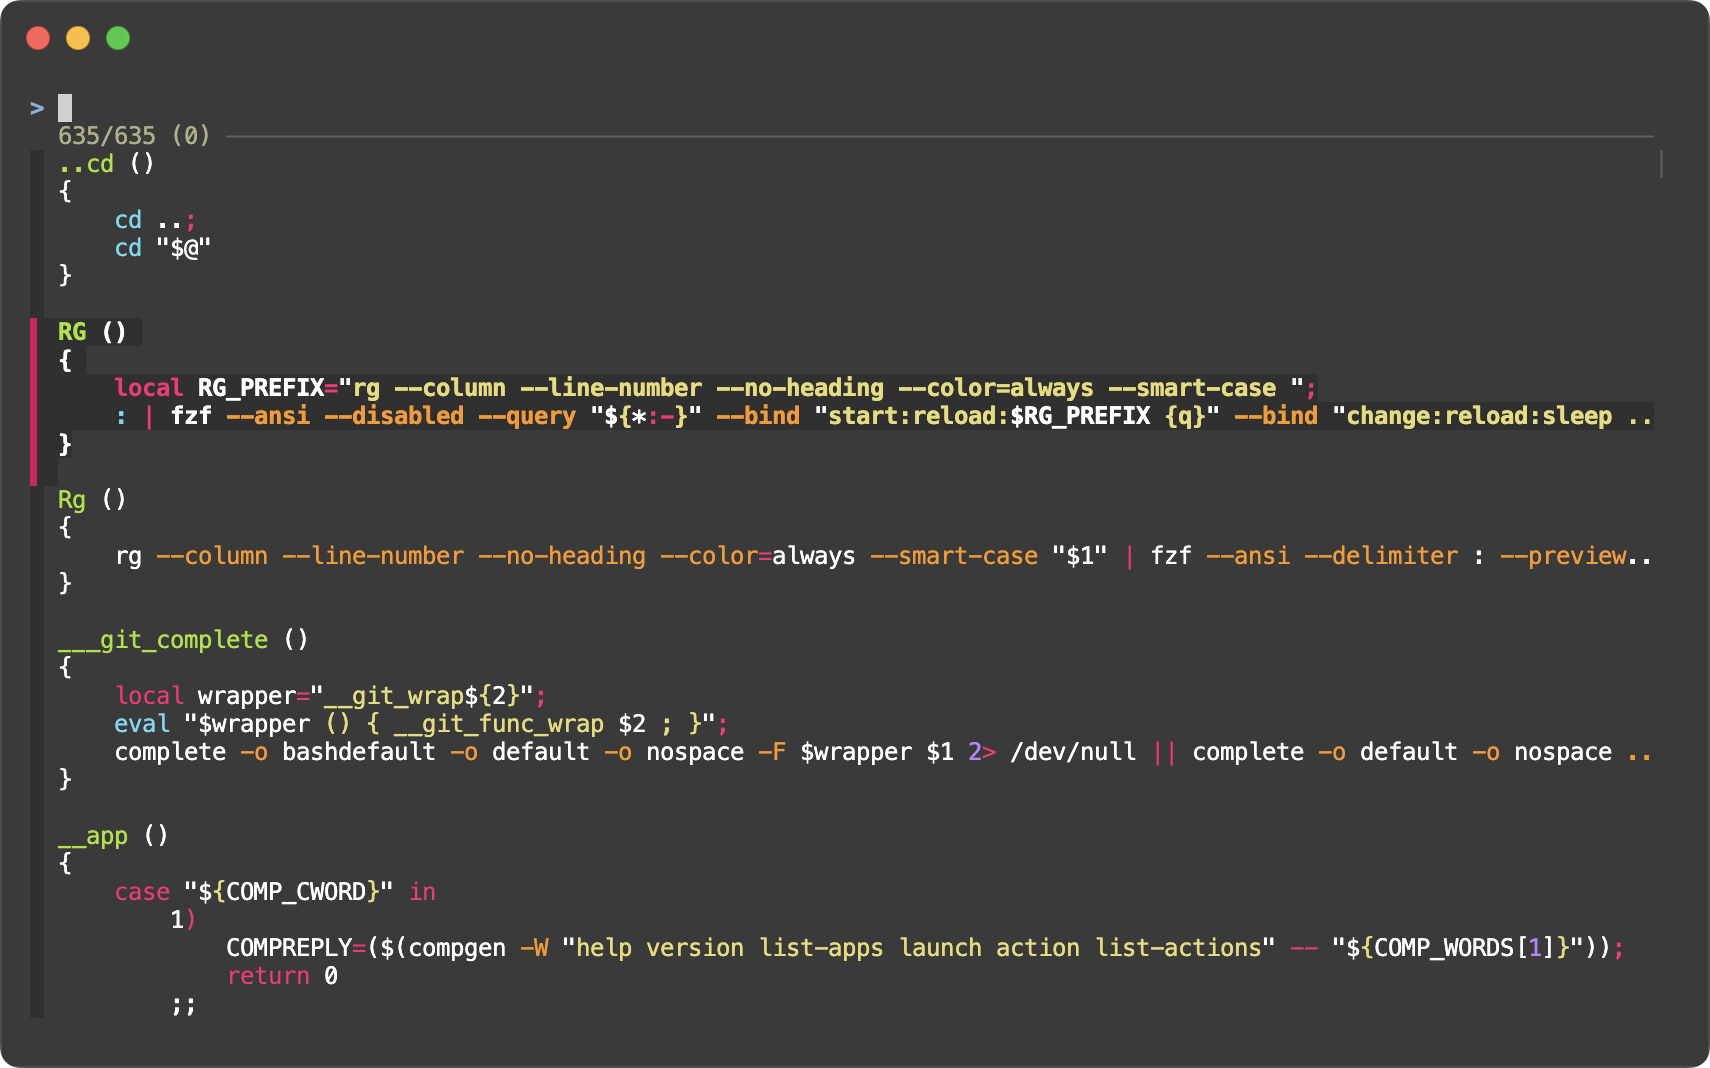 >
635/635 (0)
..cd ()
{
    cd ..;
    cd "$@"
}

RG ()
{
    local RG_PREFIX="rg --column --line-number --no-heading --color=always --smart-case ";
    : | fzf --ansi --disabled --query "${*:-}" --bind "start:reload:$RG_PREFIX {q}" --bind "change:reload:sleep ..
}

Rg ()
{
    rg --column --line-number --no-heading --color=always --smart-case "$1" | fzf --ansi --delimiter : --preview..
}

___git_complete ()
{
    local wrapper="__git_wrap${2}";
    eval "$wrapper () { __git_func_wrap $2 ; }";
    complete -o bashdefault -o default -o nospace -F $wrapper $1 2> /dev/null || complete -o default -o nospace ..
}

__app ()
{
    case "${COMP_CWORD}" in
        1)
            COMPREPLY=($(compgen -W "help version list-apps launch action list-actions" -- "${COMP_WORDS[1]}"));
            return 0
        ;;